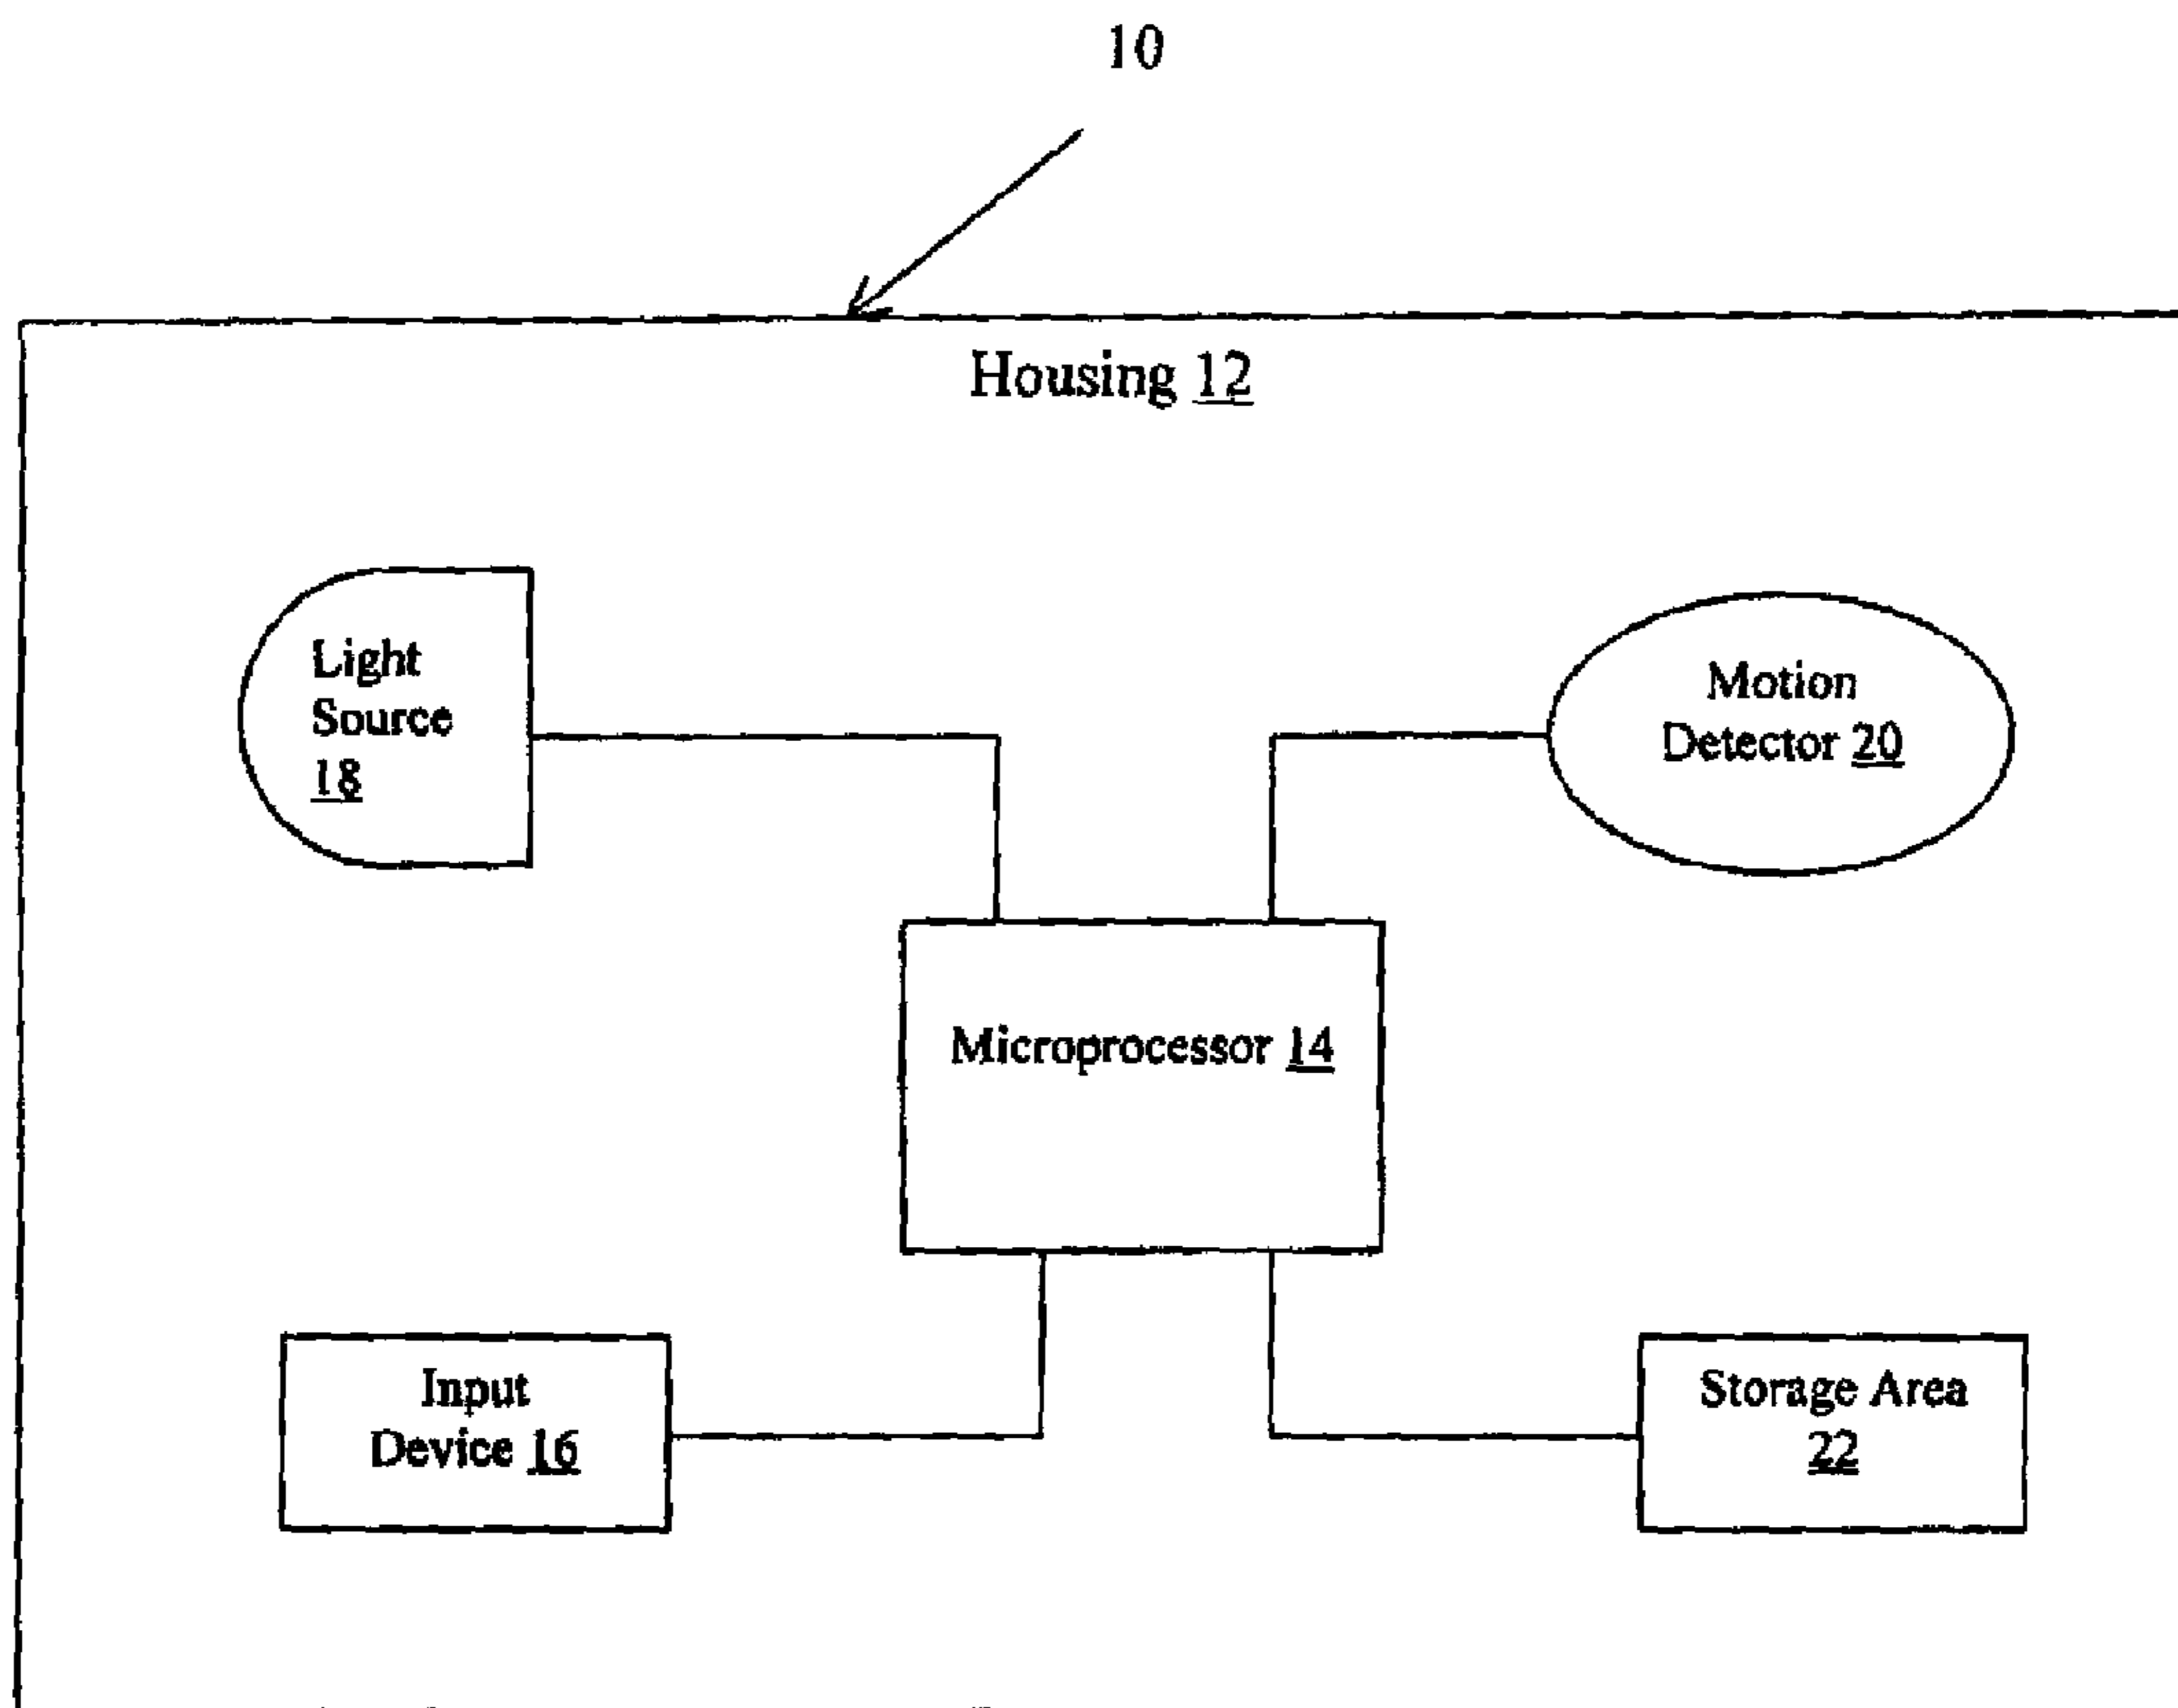 10
Housing 12
Light
Source
18
Motion
Detector 20
Microprocessor 14
Input
Device 16
Storage Area
22